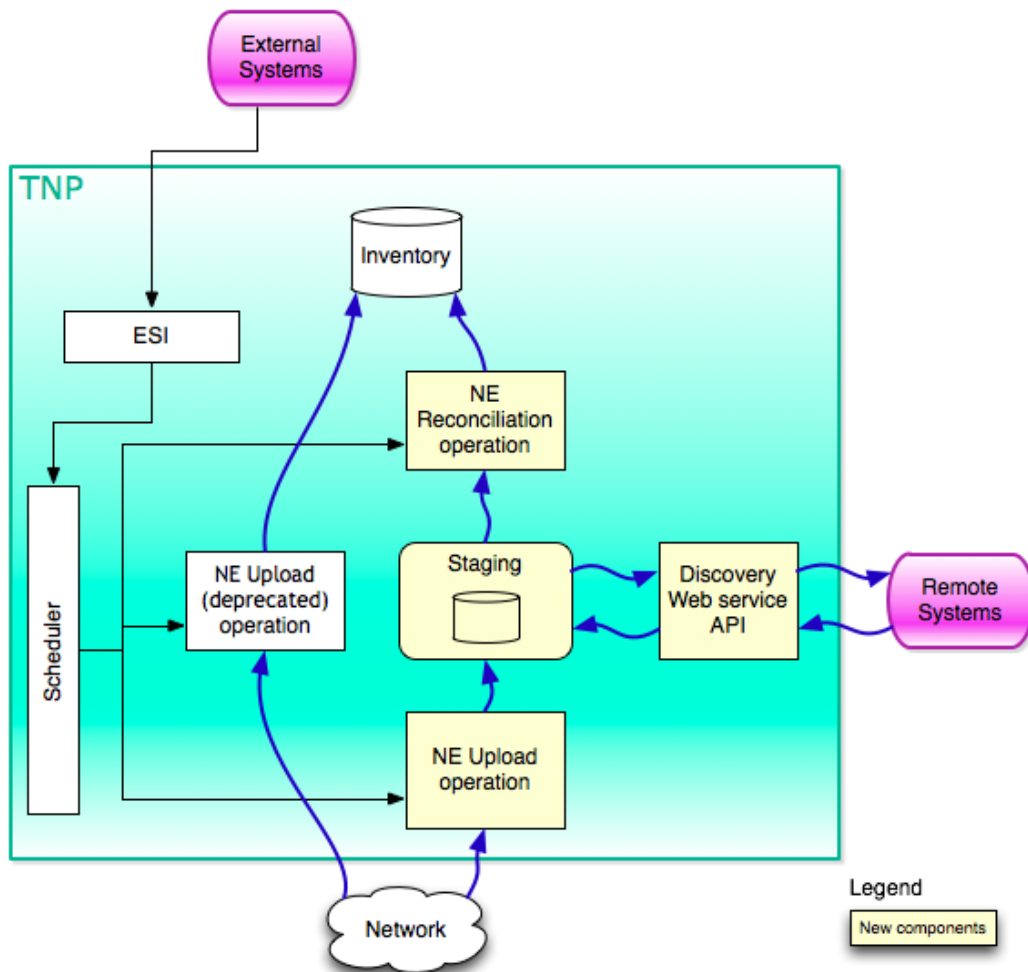 External
Systems
TNP
Inventory
ESI
NE
Reconciliation
operation
Scheduler
NE Upload
(deprecated)
operation
Staging
Discovery
Web service
API
Remote
Systems
NE Upload
operation
Network
Legend
New components